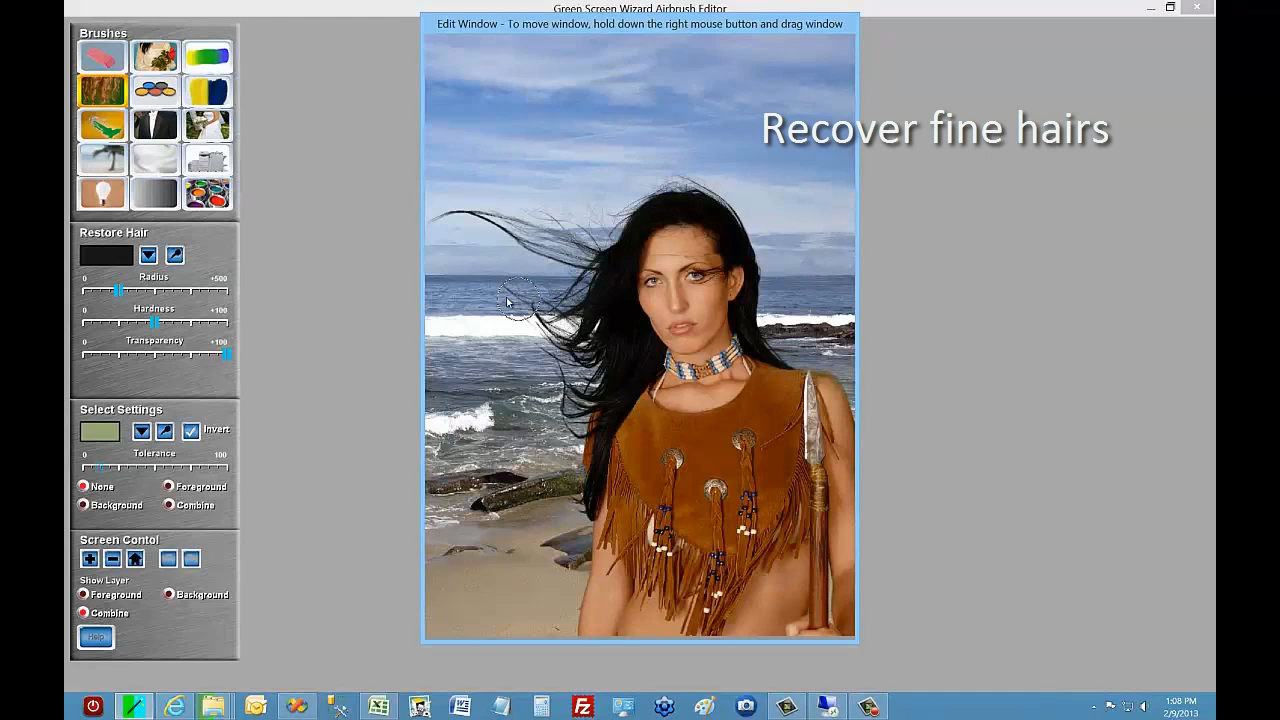 Green Screen Wizard Airbrush Editor
Edit Window - To move window, hold down the right mouse button and drag window
Recover fine hairs
Brushes
Restore Hair
0 Radius +500
0 Hardness +100
0 Transparency +100
Select Settings
Invert
0 Tolerance 100
None Foreground
Background Combine
Screen Contol
Show Layer
Foreground Background
Combine
Help
1:08 PM
2/9/2013